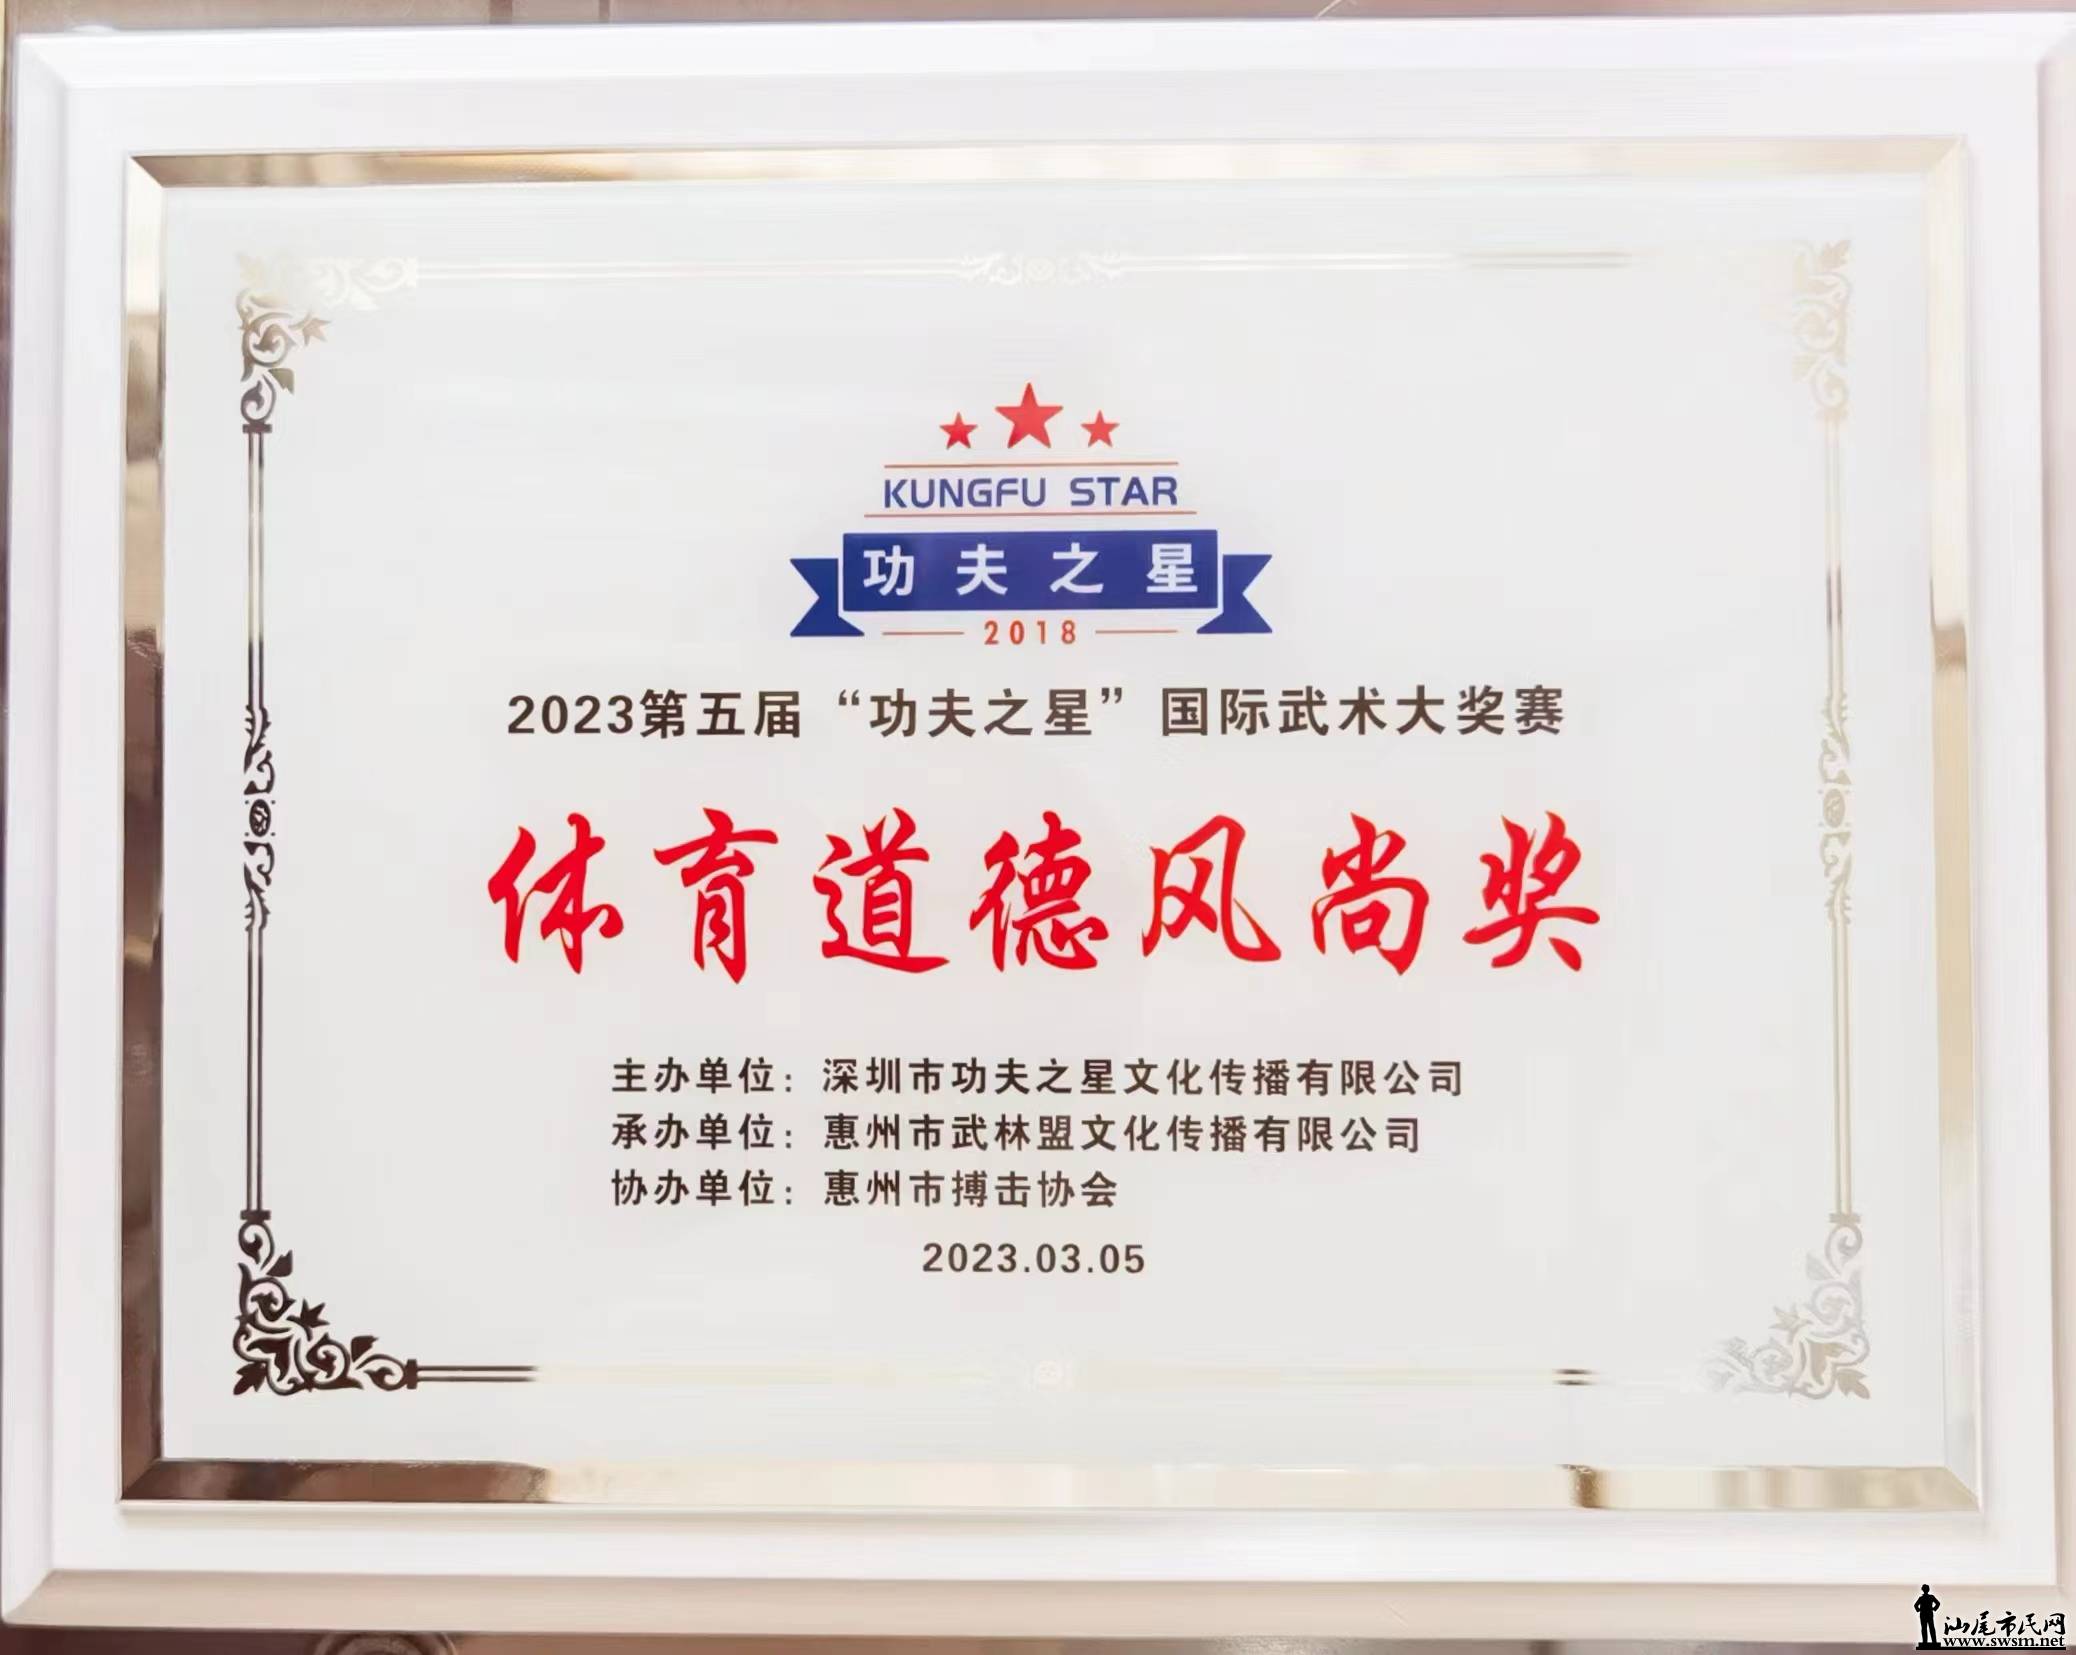 KUNGFU STAR
功夫之星
2018
2023第五届“功夫之星”国际武术大奖赛
体育道德风尚奖
主办单位：深圳市功夫之星文化传播有限公司
承办单位：惠州市武林盟文化传播有限公司
协办单位：惠州市搏击协会
2023.03.05
汕尾市民网
www.swsm.net